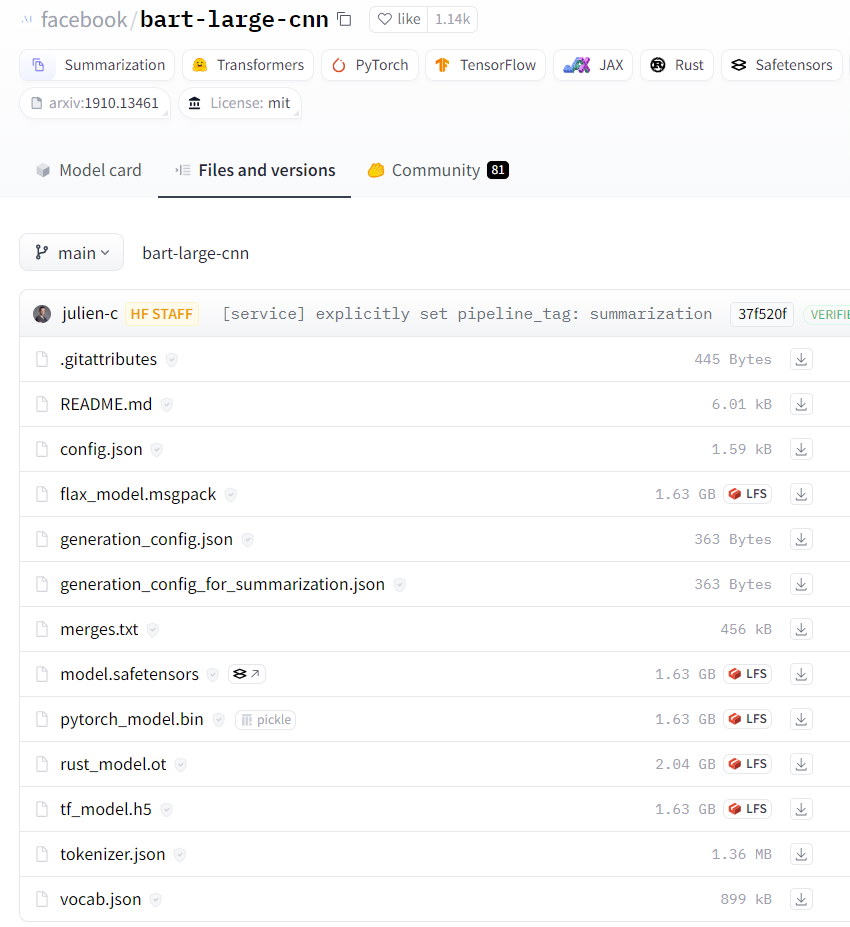 facebook/bart-large-cnn like 1.14k
Summarization Transformers PyTorch TensorFlow JAX Rust Safetensors
arxiv:1910.13461 License: mit
Model card Files and versions Community 81
main bart-large-cnn
julien-c HF STAFF [service] explicitly set pipeline_tag: summarization 37f520f
.gitattributes 445 Bytes
README.md 6.01 kB
config.json 1.59 kB
flax_model.msgpack 1.63 GB LFS
generation_config.json 363 Bytes
generation_config_for_summarization.json 363 Bytes
merges.txt 456 kB
model.safetensors 1.63 GB LFS
pytorch_model.bin pickle 1.63 GB LFS
rust_model.ot 2.04 GB LFS
tf_model.h5 1.63 GB LFS
tokenizer.json 1.36 MB
vocab.json 899 kB